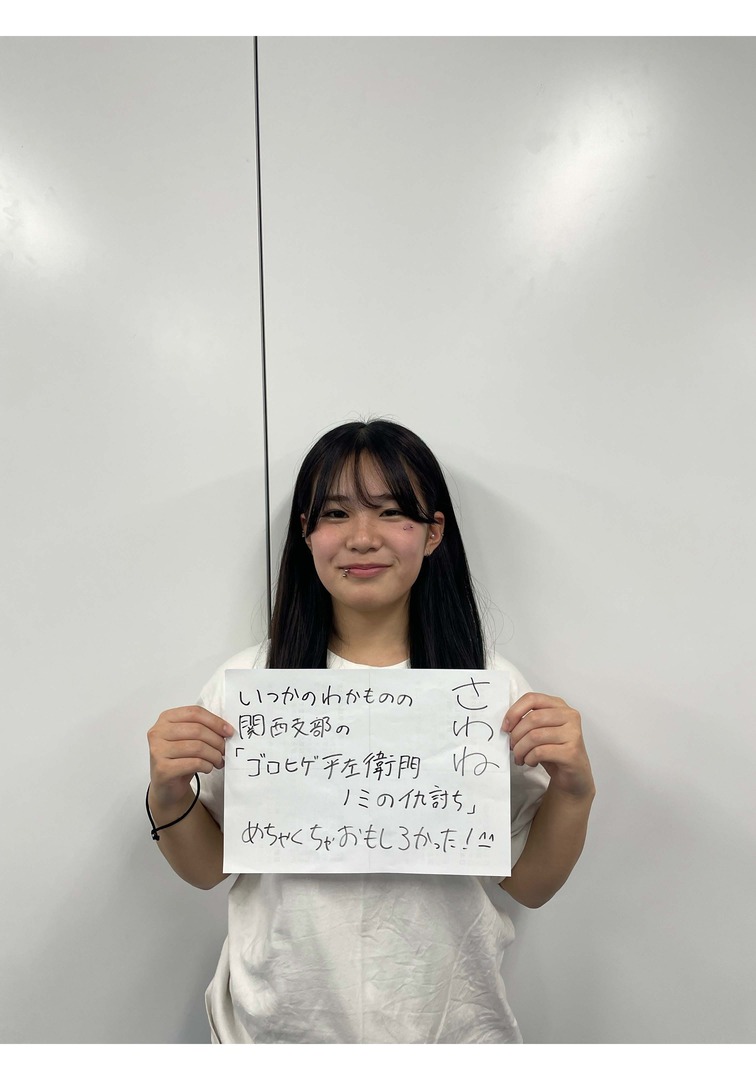 いつかのわかものの
関西支部の
「ゴロヒゲ平左衛門
ノミの仇討ち」
めちゃくちゃおもしろかった!^^
さわね